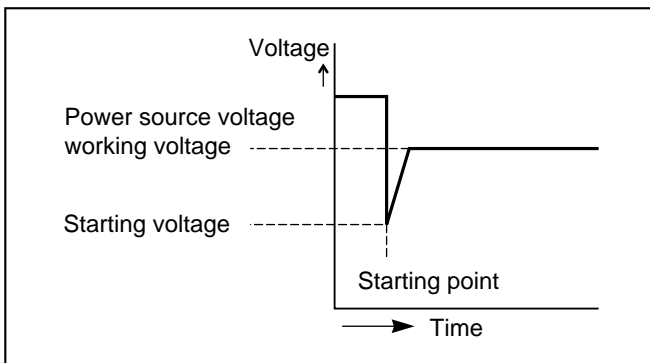 Voltage
Power source voltage
working voltage
Starting voltage
Starting point
Time